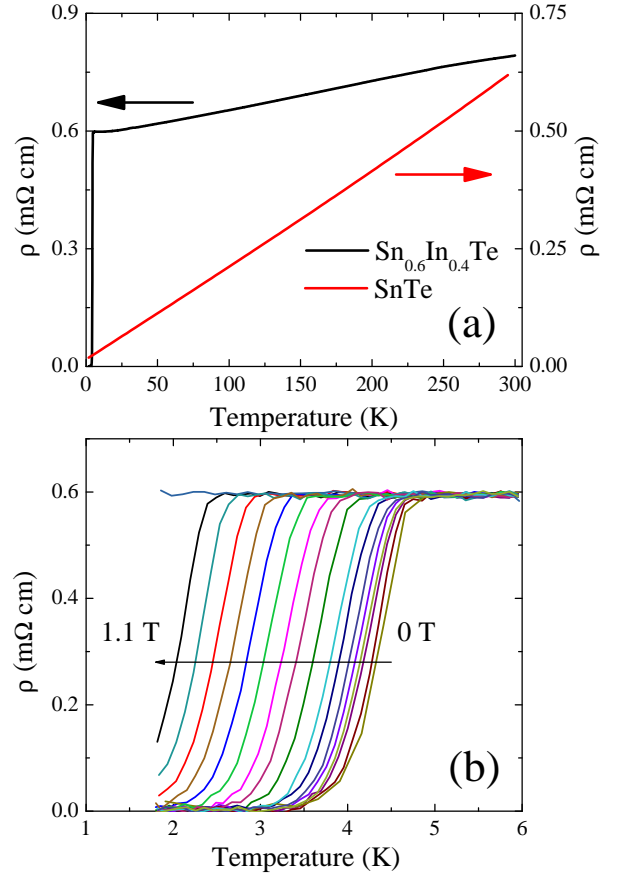 0.9
0.6
0.3
0.0
0.75
0.50
0.25
0.00
ρ (mΩ cm)
ρ (mΩ cm)
Sn0.6In0.4Te
SnTe
(a)
0 50 100 150 200 250 300
Temperature (K)
0.6
0.4
0.2
0.0
ρ (mΩ cm)
1.1 T
0 T
(b)
1 2 3 4 5 6
Temperature (K)